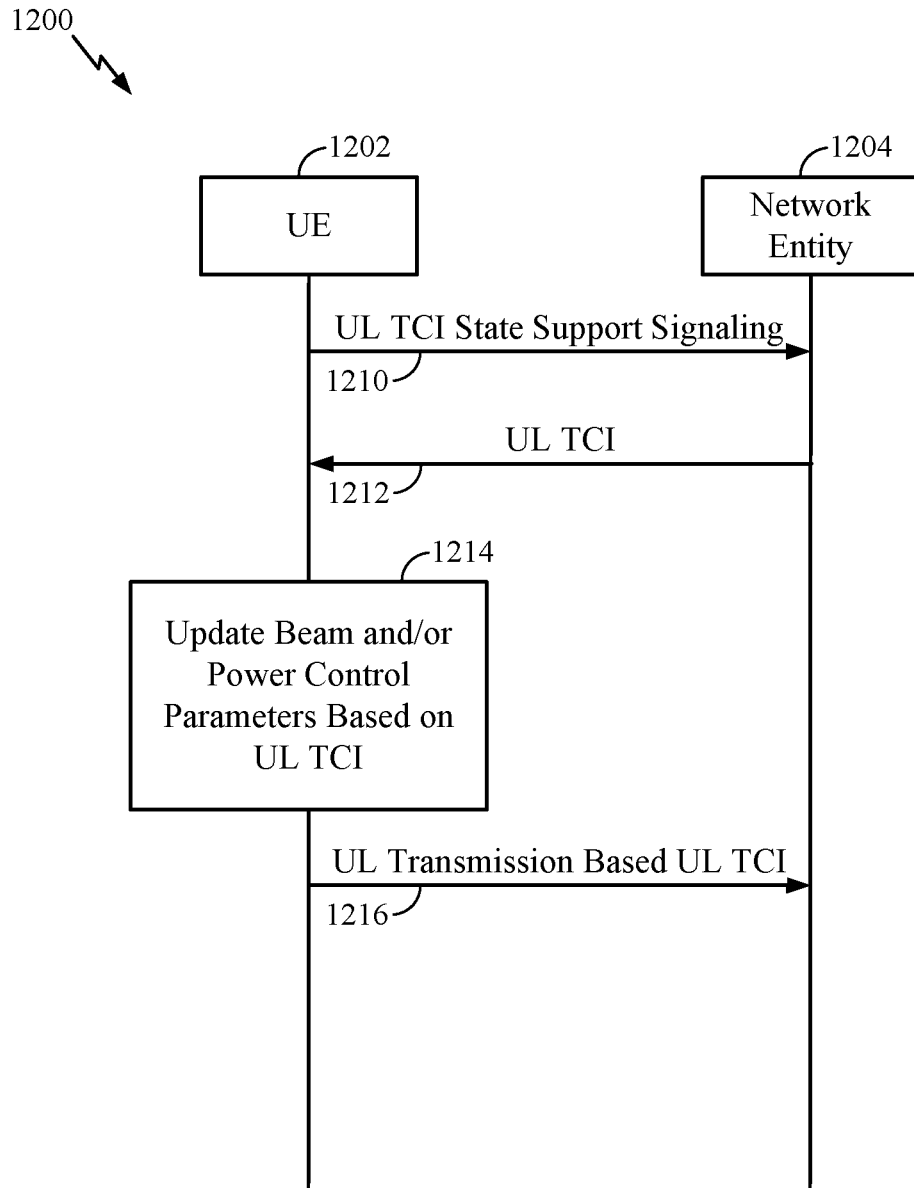 1200
1202
1204
UE
Network
Entity
UL TCI State Support Signaling
1210
UL TCI
1212
1214
Update Beam and/or
Power Control
Parameters Based on
UL TCI
UL Transmission Based UL TCI
1216